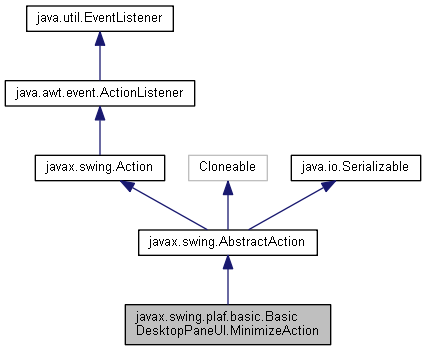 java.util.EventListener
java.awt.event.ActionListener
javax.swing.Action
Cloneable
java.io.Serializable
javax.swing.AbstractAction
javax.swing.plaf.basic.Basic
DesktopPaneUI.MinimizeAction